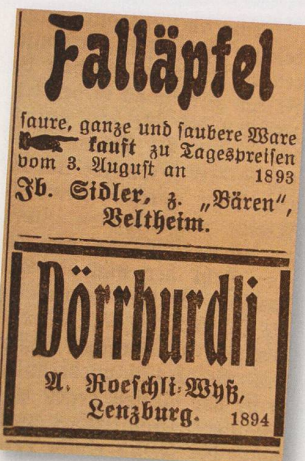 Falläpfel
saure, ganze und saubere Ware
kauft zu Tagespreisen
vom 3. August an 1893
Jb. Sidler, z. „Bären“,
Veltheim.
Dörrhurdli
A. Roeschli-Wyß,
Lenzburg. 1894